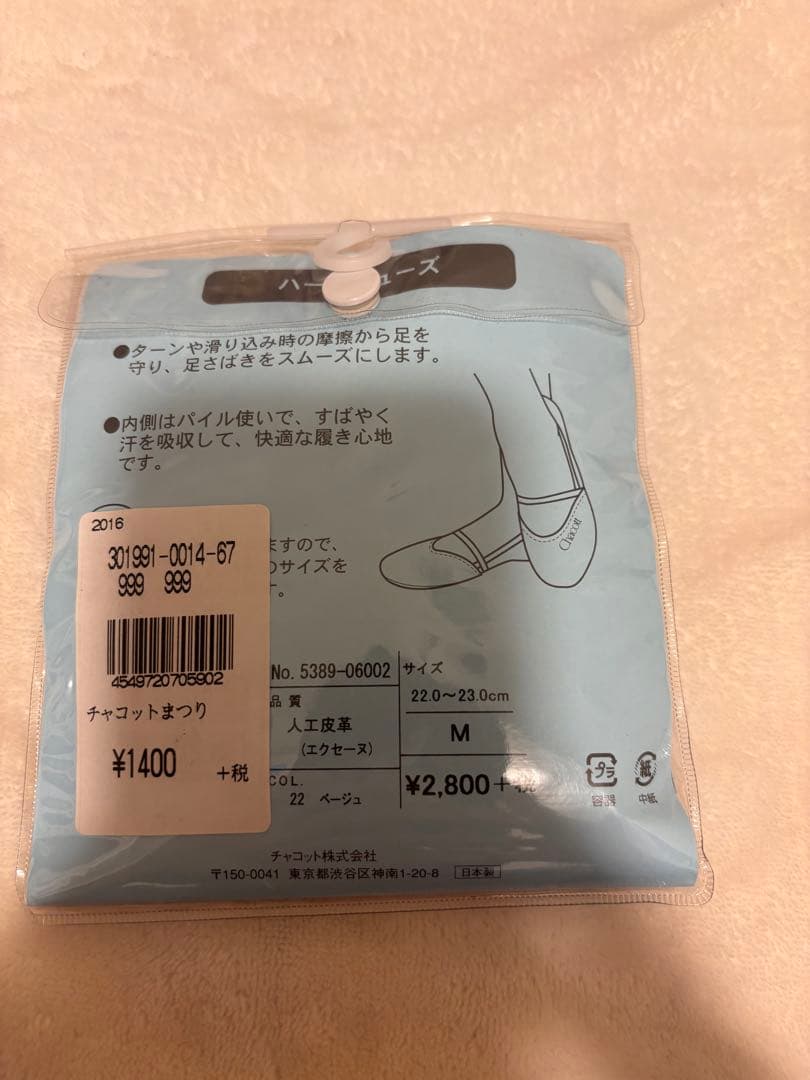 ハー ューズ
●ターンや滑り込み時の摩擦から足を
守り、足さばきをスムーズにします。
●内側はパイル使いで、すばやく
汗を吸収して、快適な履き心地
です。
ますので、
のサイズを
す。
Chacott
2016
301991-0014-67
999 999
4549720705902
チャコットまつり
¥1400 +税
No. 5389-06002
品質
人工皮革
(エクセーヌ)
COL.
22 ベージュ
サイズ
22.0〜23.0cm
M
¥2,800+税
プラ
容器
紙
中紙
チャコット株式会社
〒150-0041 東京都渋谷区神南1-20-8 日本製